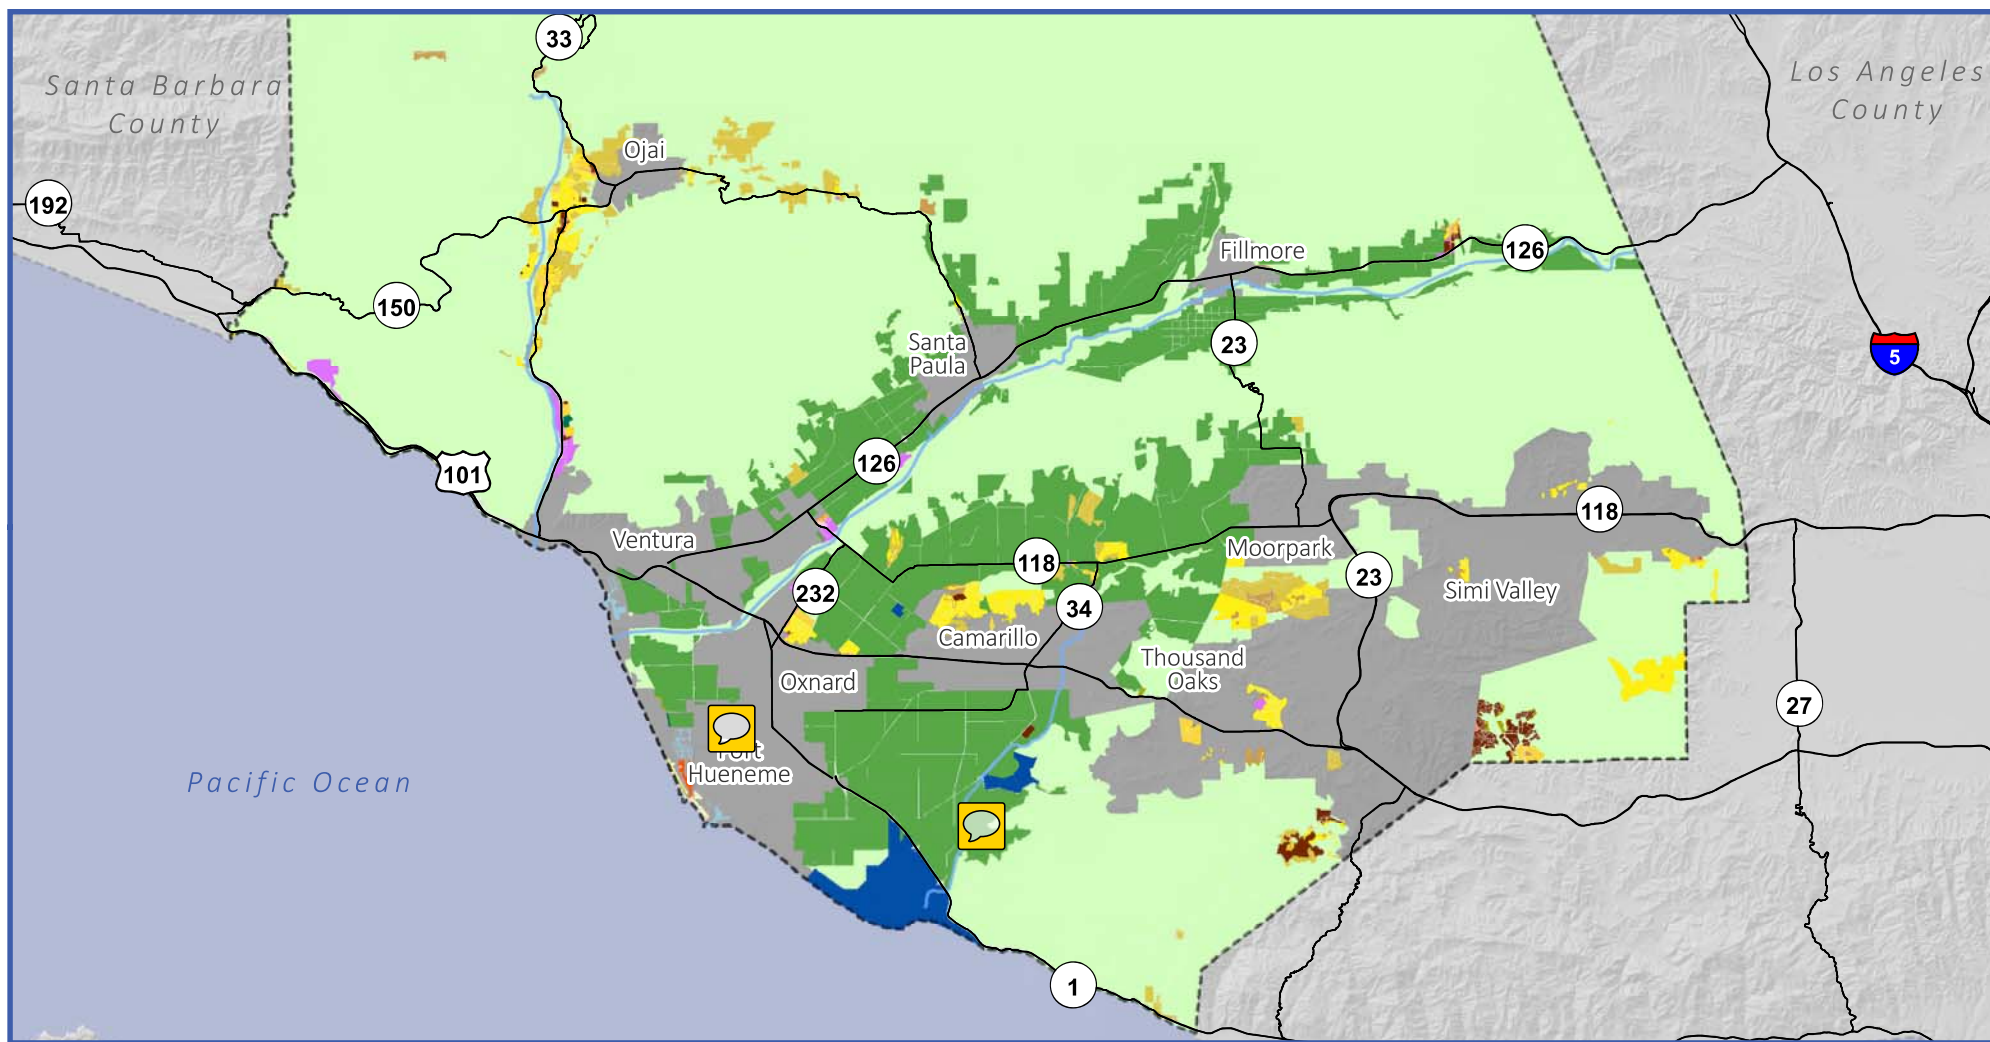 33
Santa Barbara
County
Los Angeles
County
Ojai
192
Fillmore
126
150
Santa
Paula
23
5
126
101
118
Ventura
118
Moorpark
23
232
34
Simi Valley
Camarillo
Thousand
Oaks
Oxnard
27
Port
Hueneme
Pacific Ocean
1